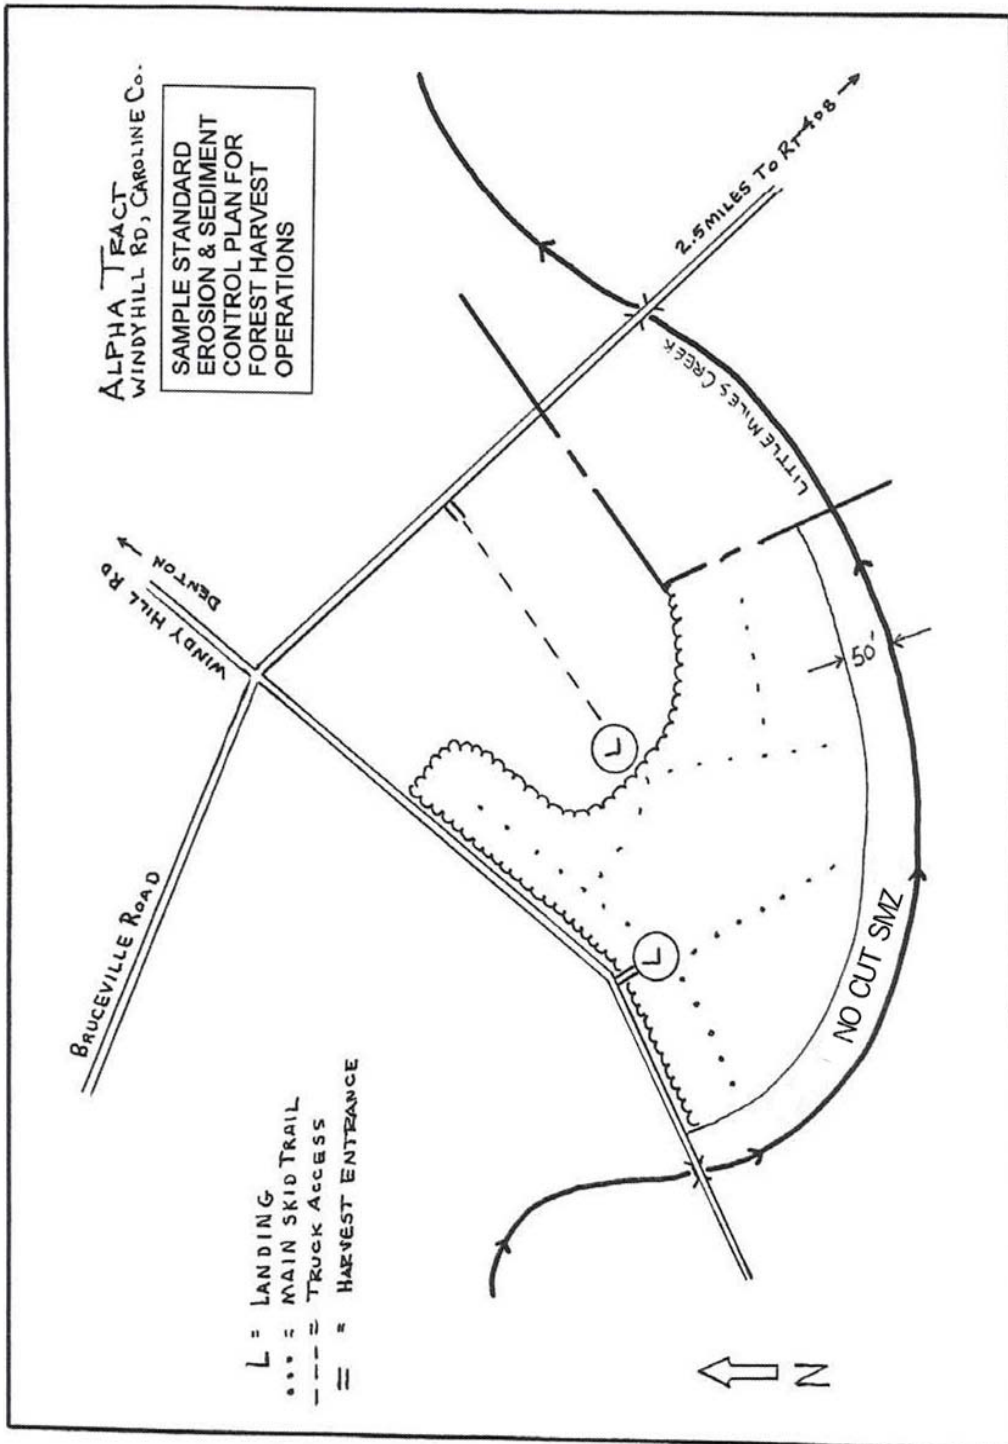 ALPHA TRACT
WINDYHILL RD, CAROLINE CO.
SAMPLE STANDARD
EROSION & SEDIMENT
CONTROL PLAN FOR
FOREST HARVEST
OPERATIONS
BRUCEVILLE ROAD
WINDY HILL RD
DENTON
2.5 MILES TO RT 408
LITTLE MILES CREEK
50'
L
L
NO CUT SMZ
L = LANDING
••• = MAIN SKID TRAIL
--- = TRUCK ACCESS
= = HARVEST ENTRANCE
N